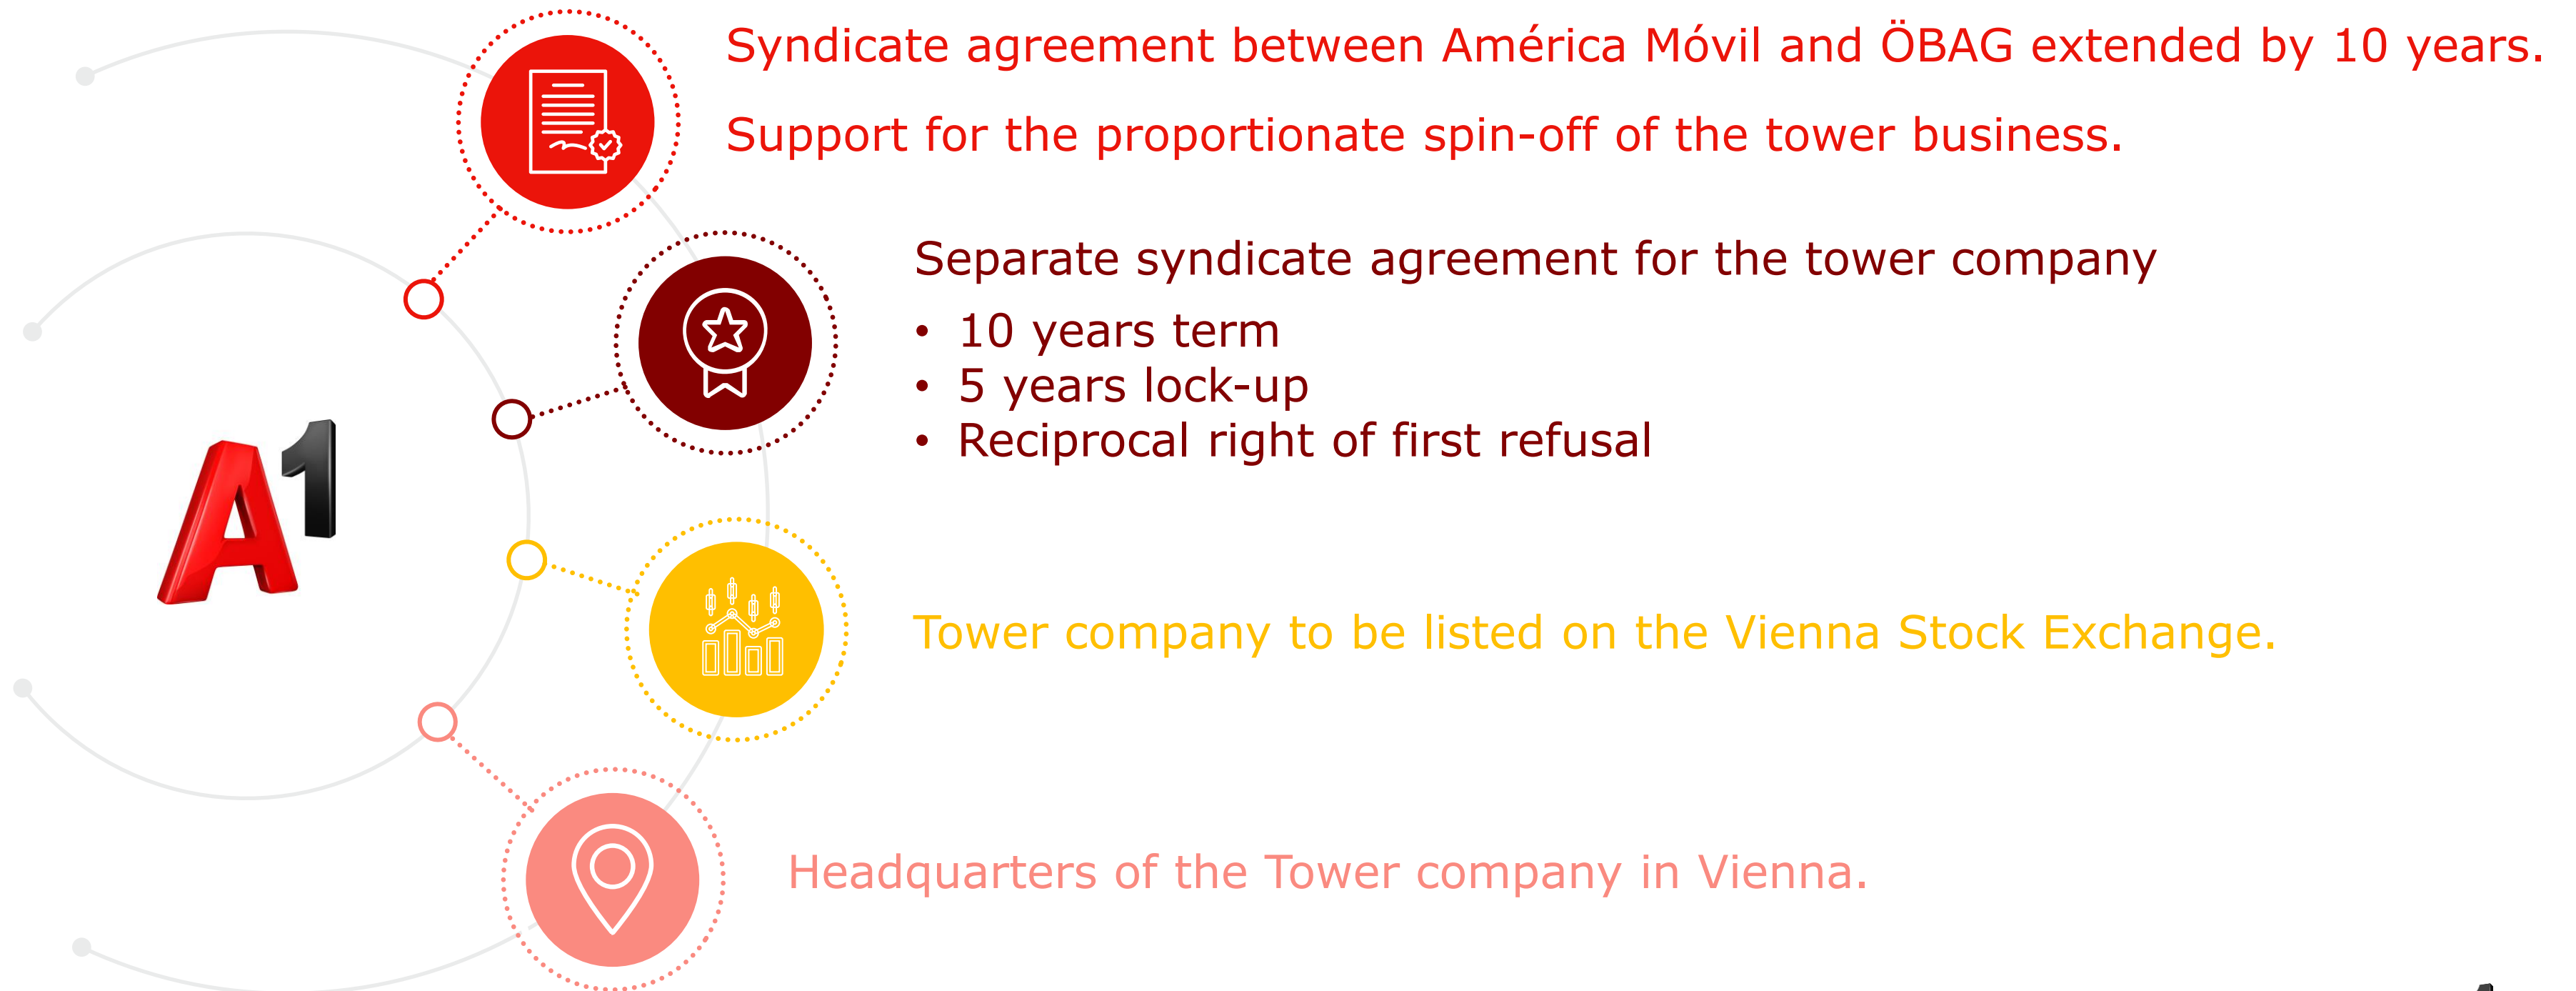 Syndicate agreement between América Móvil and ÖBAG extended by 10 years.
Support for the proportionate spin-off of the tower business.
Separate syndicate agreement for the tower company
• 10 years term
• 5 years lock-up
• Reciprocal right of first refusal
A1
Tower company to be listed on the Vienna Stock Exchange.
Headquarters of the Tower company in Vienna.